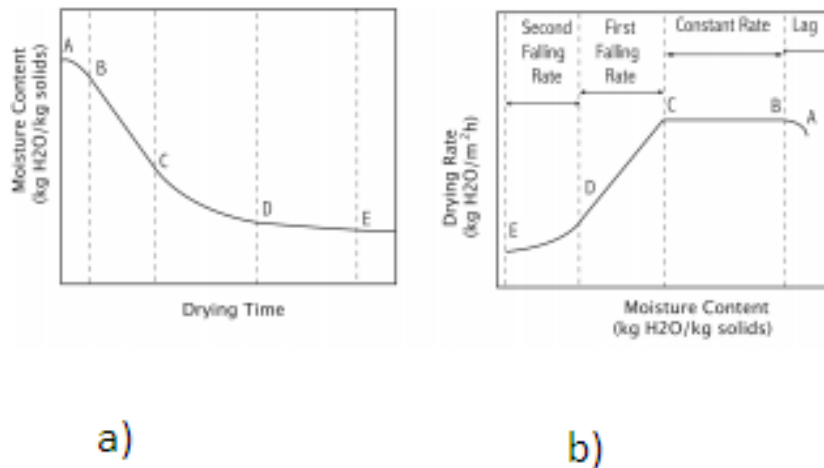 Moisture Content
(kg H2O/kg solids)
A
B
C
D
E
Drying Time
a)
Second
Falling
Rate
First
Falling
Rate
Constant Rate
Lag
Drying Rate
(kg H2O/m²h)
C
B
A
D
E
Moisture Content
(kg H2O/kg solids)
b)